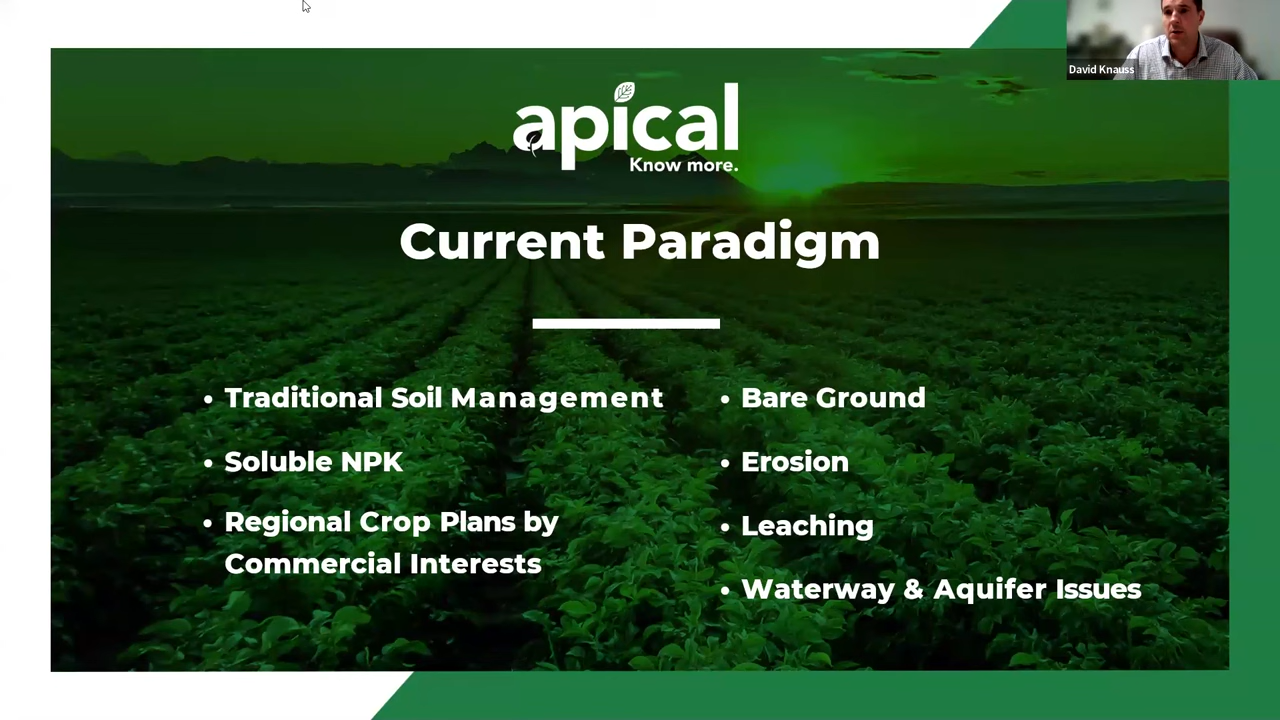 David Knauss
apical
Know more.
Current Paradigm
• Traditional Soil Management
• Soluble NPK
• Regional Crop Plans by
Commercial Interests
• Bare Ground
• Erosion
• Leaching
• Waterway & Aquifer Issues